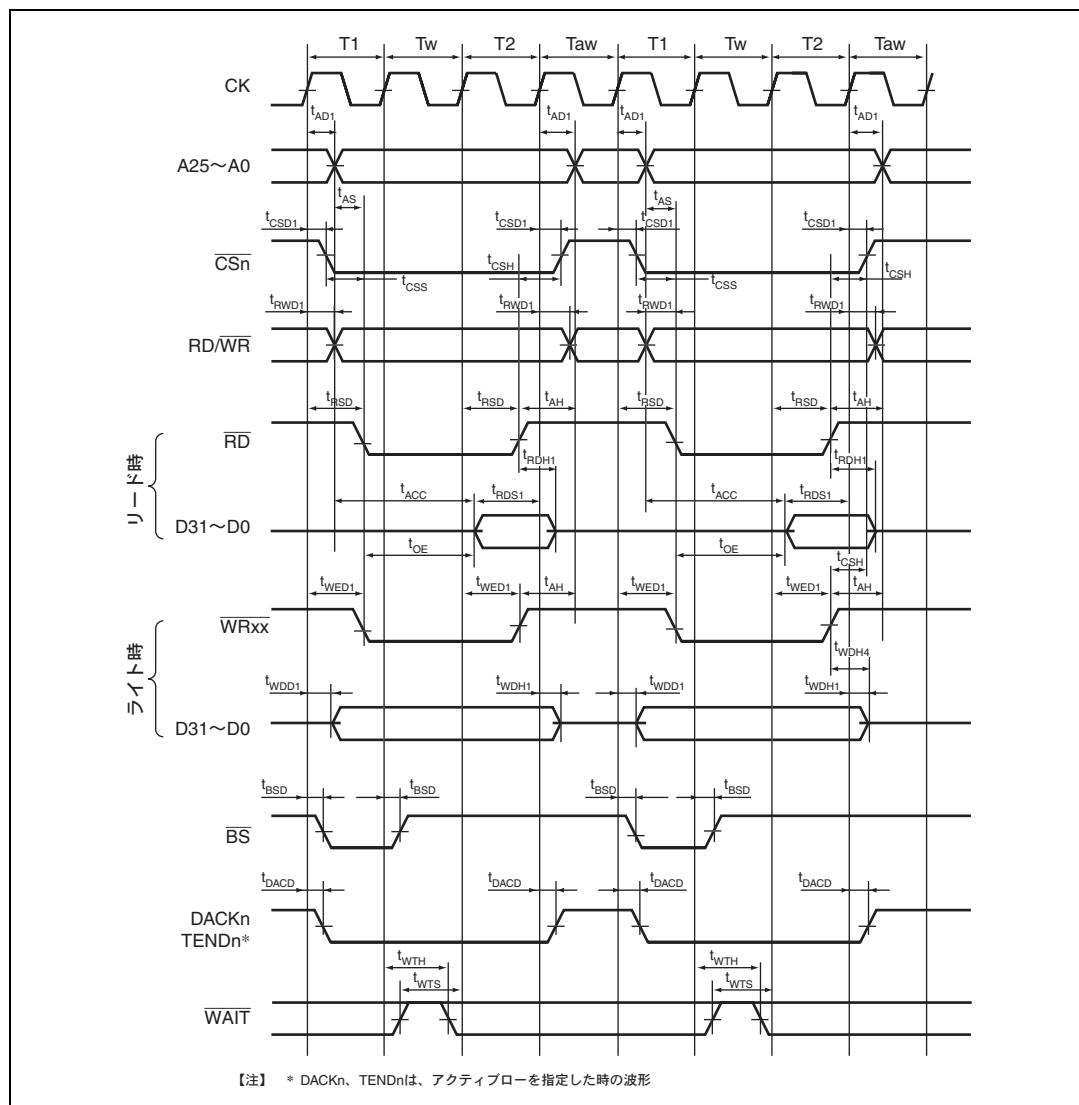 T1 Tw T2 Taw T1 Tw T2 Taw
CK
tAD1 tAD1 tAD1 tAD1
A25～A0
tAS tAS
tCSD1 tCSD1 tCSD1 tCSD1
CSn
tCSS tCSH tCSS tCSH
tRWD1 tRWD1 tRWD1 tRWD1
RD/WR
tRSD tRSD tAH tRSD tRSD tAH
RD
tRDH1 tRDH1
リード時
tACC tRDS1 tACC tRDS1
D31～D0
tOE tOE
tCSH
tWED1 tWED1 tAH tWED1 tWED1 tAH
WRxx
tWDH4
ライト時
tWDD1 tWDH1 tWDD1 tWDH1
D31～D0
tBSD tBSD tBSD tBSD
BS
tDACD tDACD tDACD tDACD
DACKn
TENDn*
tWTH tWTH
tWTS tWTS
WAIT
【注】 * DACKn、TENDnは、アクティブローを指定した時の波形